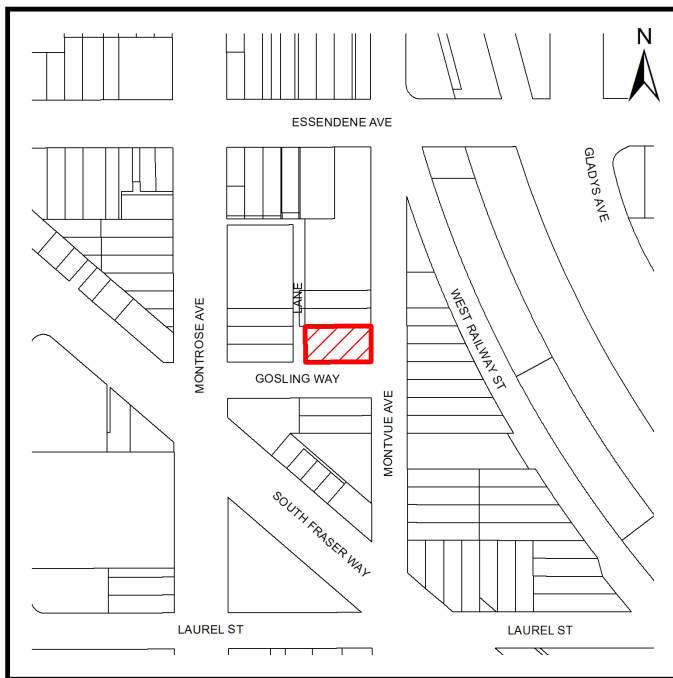 N
ESSENDENE AVE
GLADYS AVE
LANE
WEST RAILWAY ST
MONTROSE AVE
GOSLING WAY
MONTVUE AVE
SOUTH FRASER WAY
LAUREL ST
LAUREL ST